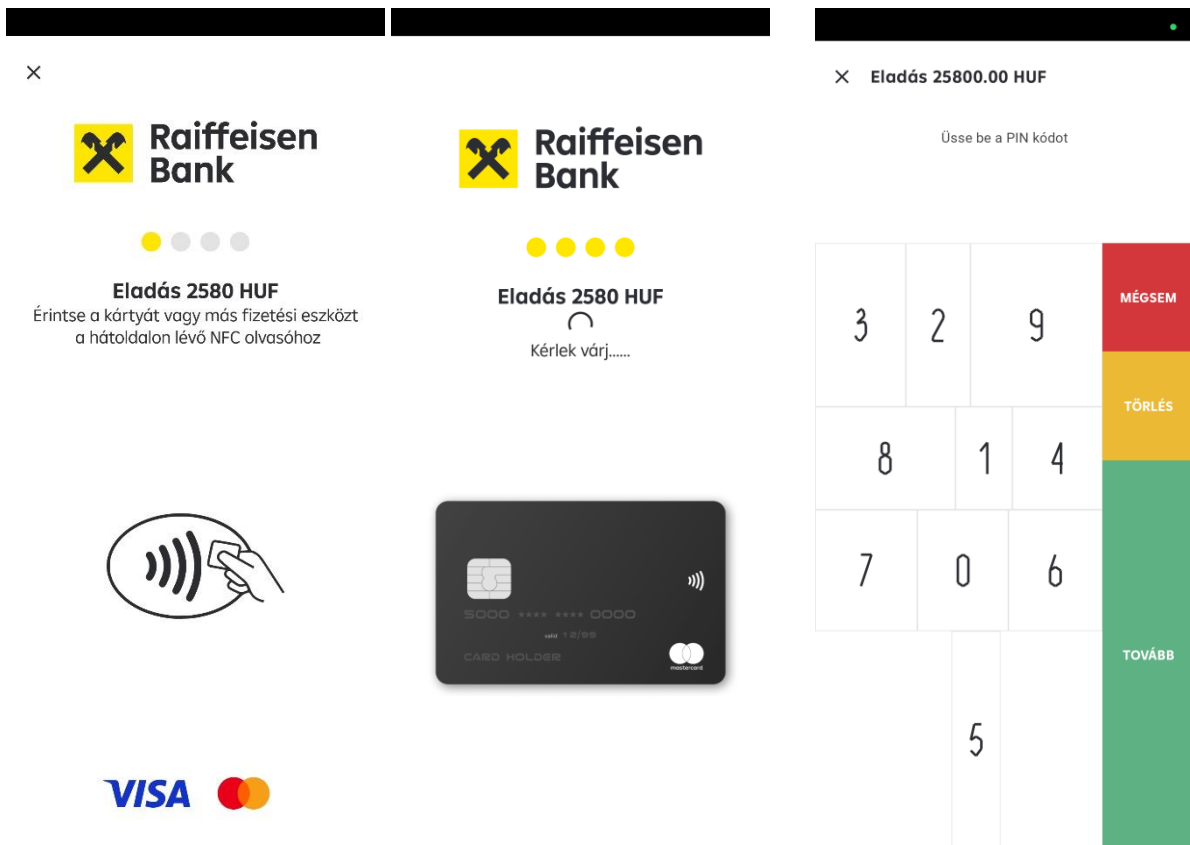 Raiffeisen
Bank
Eladás 2580 HUF
Érintse a kártyát vagy más fizetési eszközt
a hátoldalon lévő NFC olvasóhoz
VISA
Raiffeisen
Bank
Eladás 2580 HUF
Kérlek várj......
5000 **** **** 0000
valid 12/99
CARD HOLDER
mastercard
Eladás 25800.00 HUF
Üsse be a PIN kódot
3 2 9
8 1 4
7 0 6
5
MÉGSEM
TÖRLÉS
TOVÁBB